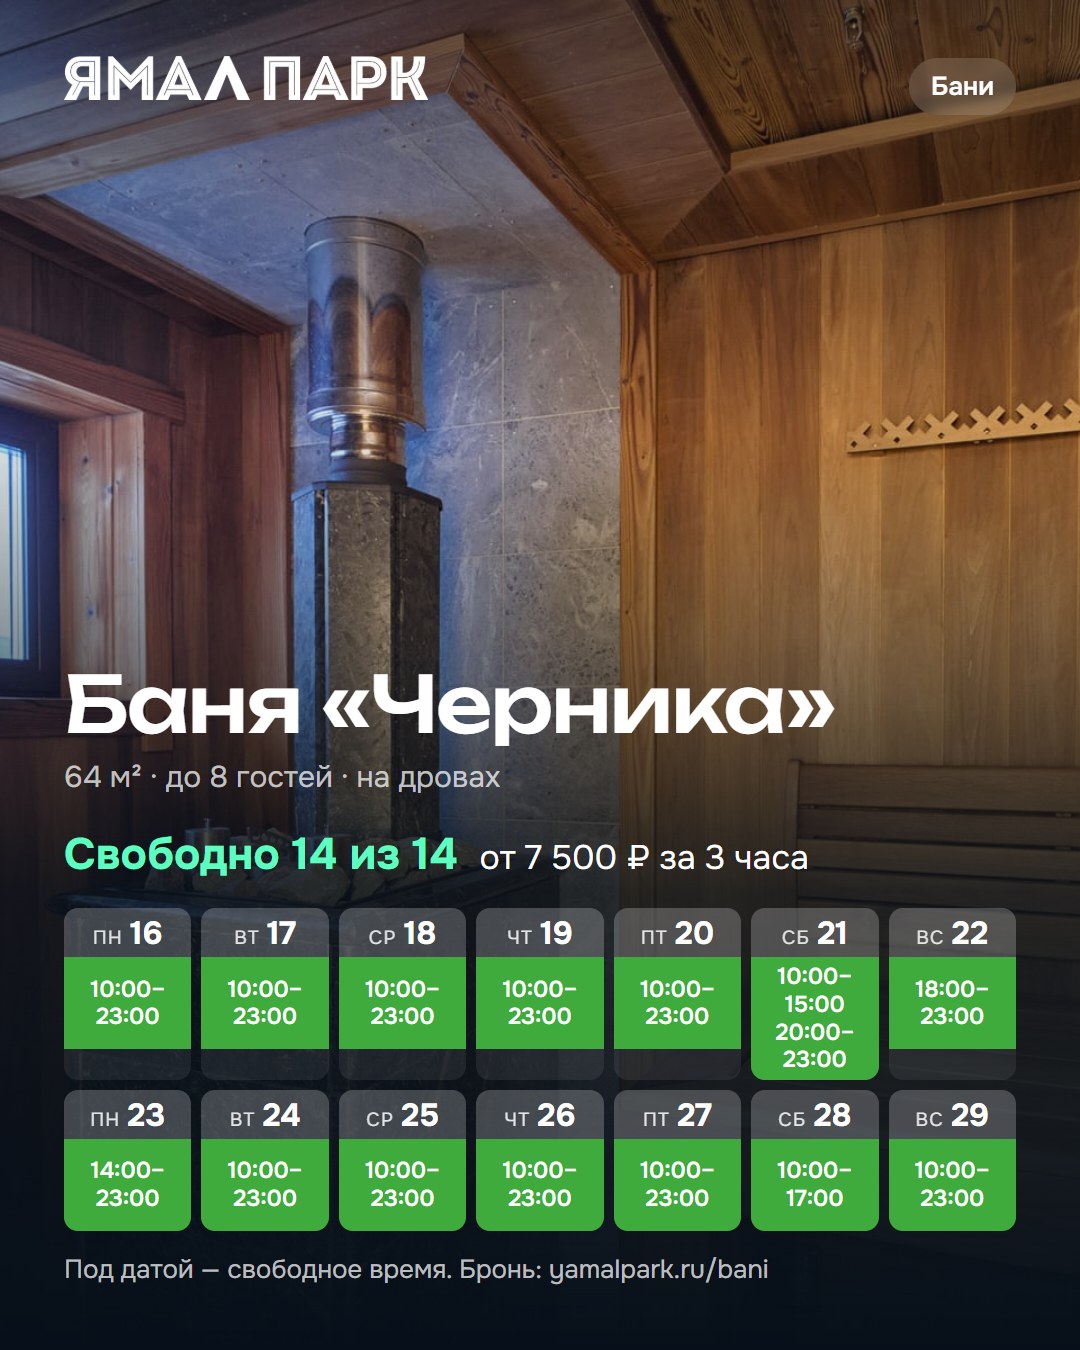 ЯМАЛ ПАРК
Бани
Баня «Черника»
64 м² · до 8 гостей · на дровах
Свободно 14 из 14 от 7 500 ₽ за 3 часа
ПН 16 ВТ 17 СР 18 ЧТ 19 ПТ 20 СБ 21 ВС 22
10:00–23:00 10:00–23:00 10:00–23:00 10:00–23:00 10:00–23:00 10:00–15:00 20:00–23:00 18:00–23:00
ПН 23 ВТ 24 СР 25 ЧТ 26 ПТ 27 СБ 28 ВС 29
14:00–23:00 10:00–23:00 10:00–23:00 10:00–23:00 10:00–23:00 10:00–17:00 10:00–23:00
Под датой — свободное время. Бронь: yamalpark.ru/bani